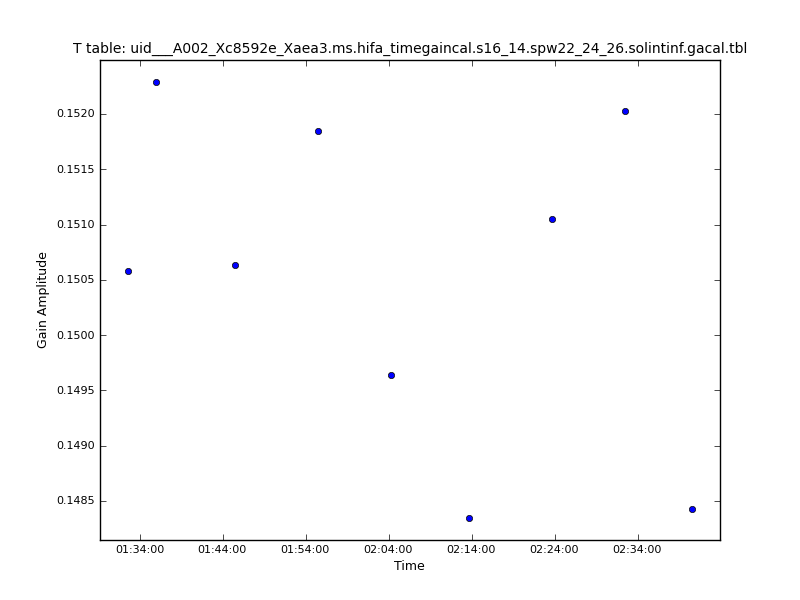 T table: uid___A002_Xc8592e_Xaea3.ms.hifa_timegaincal.s16_14.spw22_24_26.solintinf.gacal.tbl
0.1520
0.1515
0.1510
0.1505
0.1500
0.1495
0.1490
0.1485
Gain Amplitude
01:34:00 01:44:00 01:54:00 02:04:00 02:14:00 02:24:00 02:34:00
Time